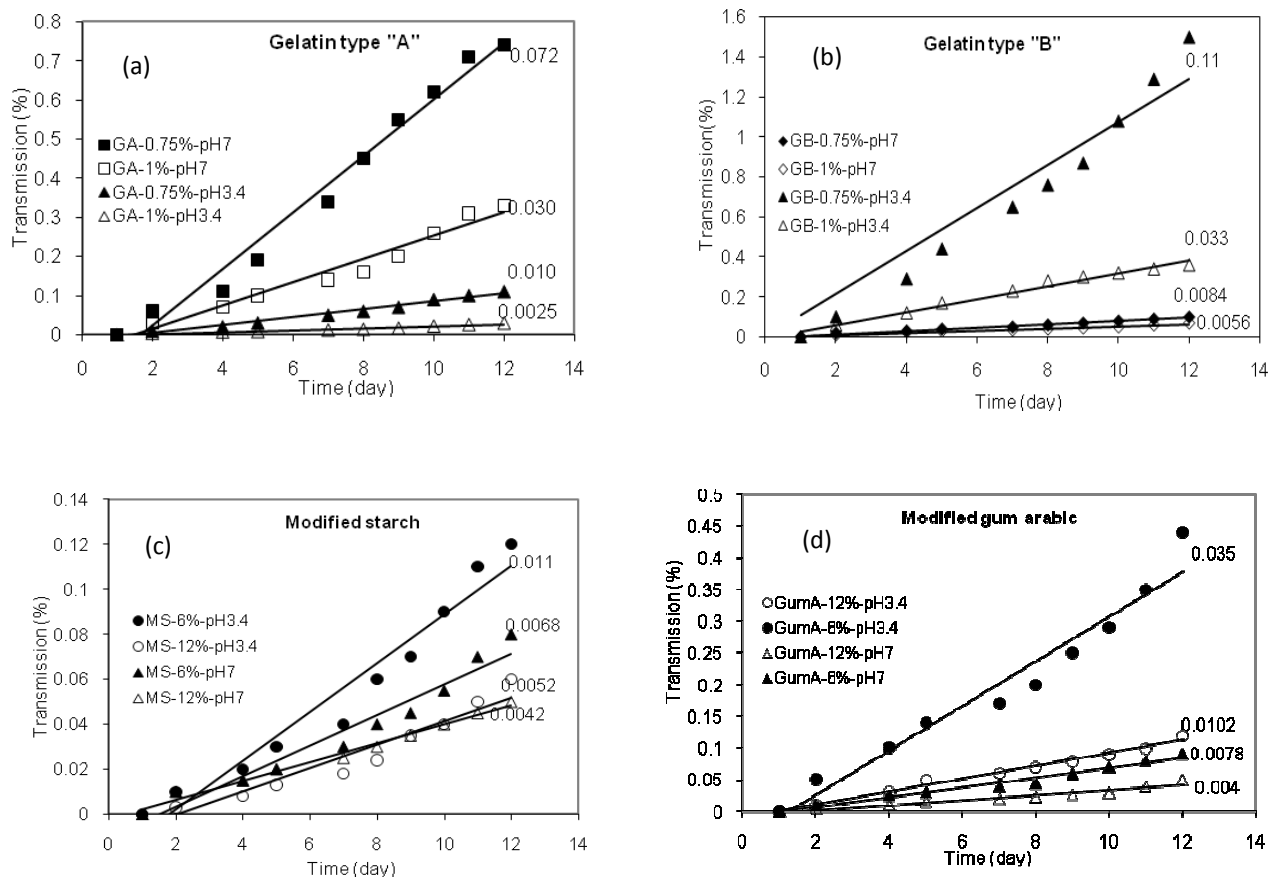 (a)
Gelatin type "A"
Transmission (%)
0.8
0.7
0.6
0.5
0.4
0.3
0.2
0.1
0
GA-0.75%-pH7
GA-1%-pH7
GA-0.75%-pH3.4
GA-1%-pH3.4
0.072
0.030
0.010
0.0025
0 2 4 6 8 10 12 14
Time (day)
(b)
Gelatin type "B"
Transmission(%)
1.6
1.4
1.2
1
0.8
0.6
0.4
0.2
0
GB-0.75%-pH7
GB-1%-pH7
GB-0.75%-pH3.4
GB-1%-pH3.4
0.11
0.033
0.0084
0.0056
0 2 4 6 8 10 12 14
Time (day)
(c)
Modified starch
Transmission (%)
0.14
0.12
0.1
0.08
0.06
0.04
0.02
0
MS-6%-pH3.4
MS-12%-pH3.4
MS-6%-pH7
MS-12%-pH7
0.011
0.0068
0.0052
0.0042
0 2 4 6 8 10 12 14
Time (day)
(d)
Modified gum arabic
Transmission (%)
0.5
0.45
0.4
0.35
0.3
0.25
0.2
0.15
0.1
0.05
0
GumA-12%-pH3.4
GumA-6%-pH3.4
GumA-12%-pH7
GumA-6%-pH7
0.035
0.0102
0.0078
0.004
0 2 4 6 8 10 12 14
Time (day)